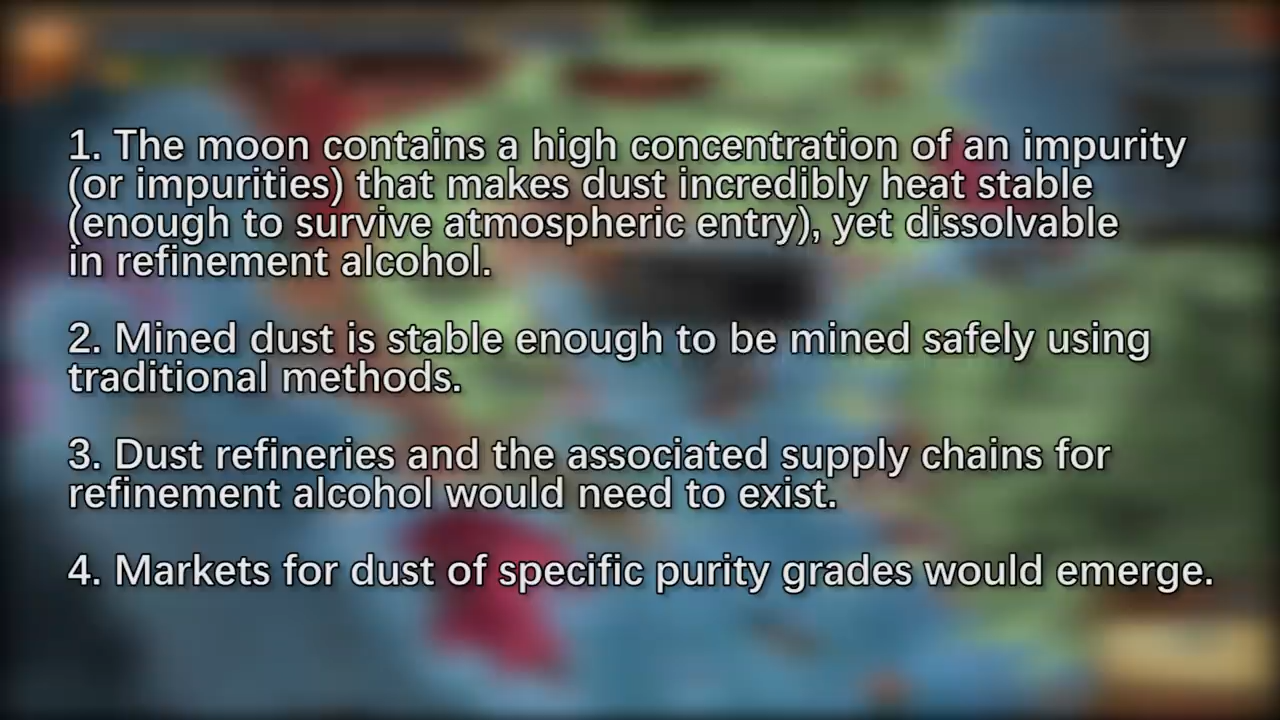 1. The moon contains a high concentration of an impurity
(or impurities) that makes dust incredibly heat stable
(enough to survive atmospheric entry), yet dissolvable
in refinement alcohol.
2. Mined dust is stable enough to be mined safely using
traditional methods.
3. Dust refineries and the associated supply chains for
refinement alcohol would need to exist.
4. Markets for dust of specific purity grades would emerge.